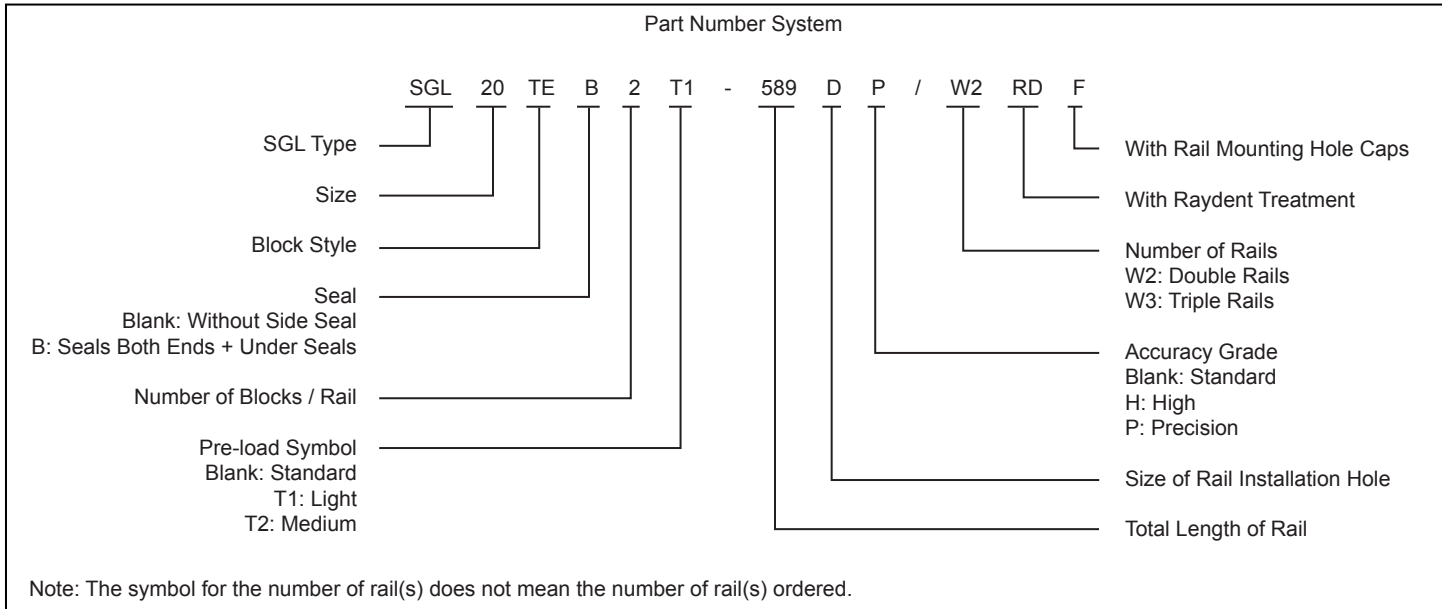 Part Number System
SGL 20 TE B 2 T1 - 589 D P / W2 RD F
SGL Type
Size
Block Style
Seal
Blank: Without Side Seal
B: Seals Both Ends + Under Seals
Number of Blocks / Rail
Pre-load Symbol
Blank: Standard
T1: Light
T2: Medium
With Rail Mounting Hole Caps
With Raydent Treatment
Number of Rails
W2: Double Rails
W3: Triple Rails
Accuracy Grade
Blank: Standard
H: High
P: Precision
Size of Rail Installation Hole
Total Length of Rail
Note: The symbol for the number of rail(s) does not mean the number of rail(s) ordered.